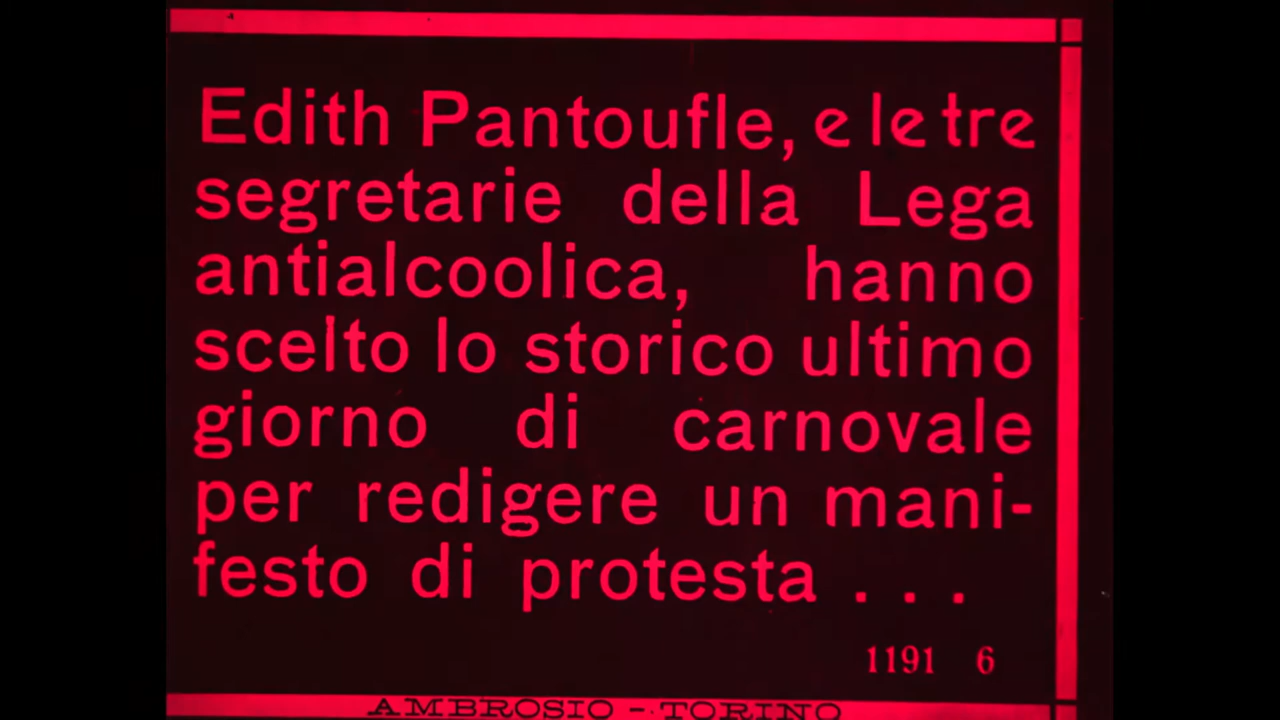 Edith Pantoufle, e le tre
segretarie della Lega
antialcoolica, hanno
scelto lo storico ultimo
giorno di carnovale
per redigere un mani-
festo di protesta . . .
1191 6
AMBROSIO - TORINO